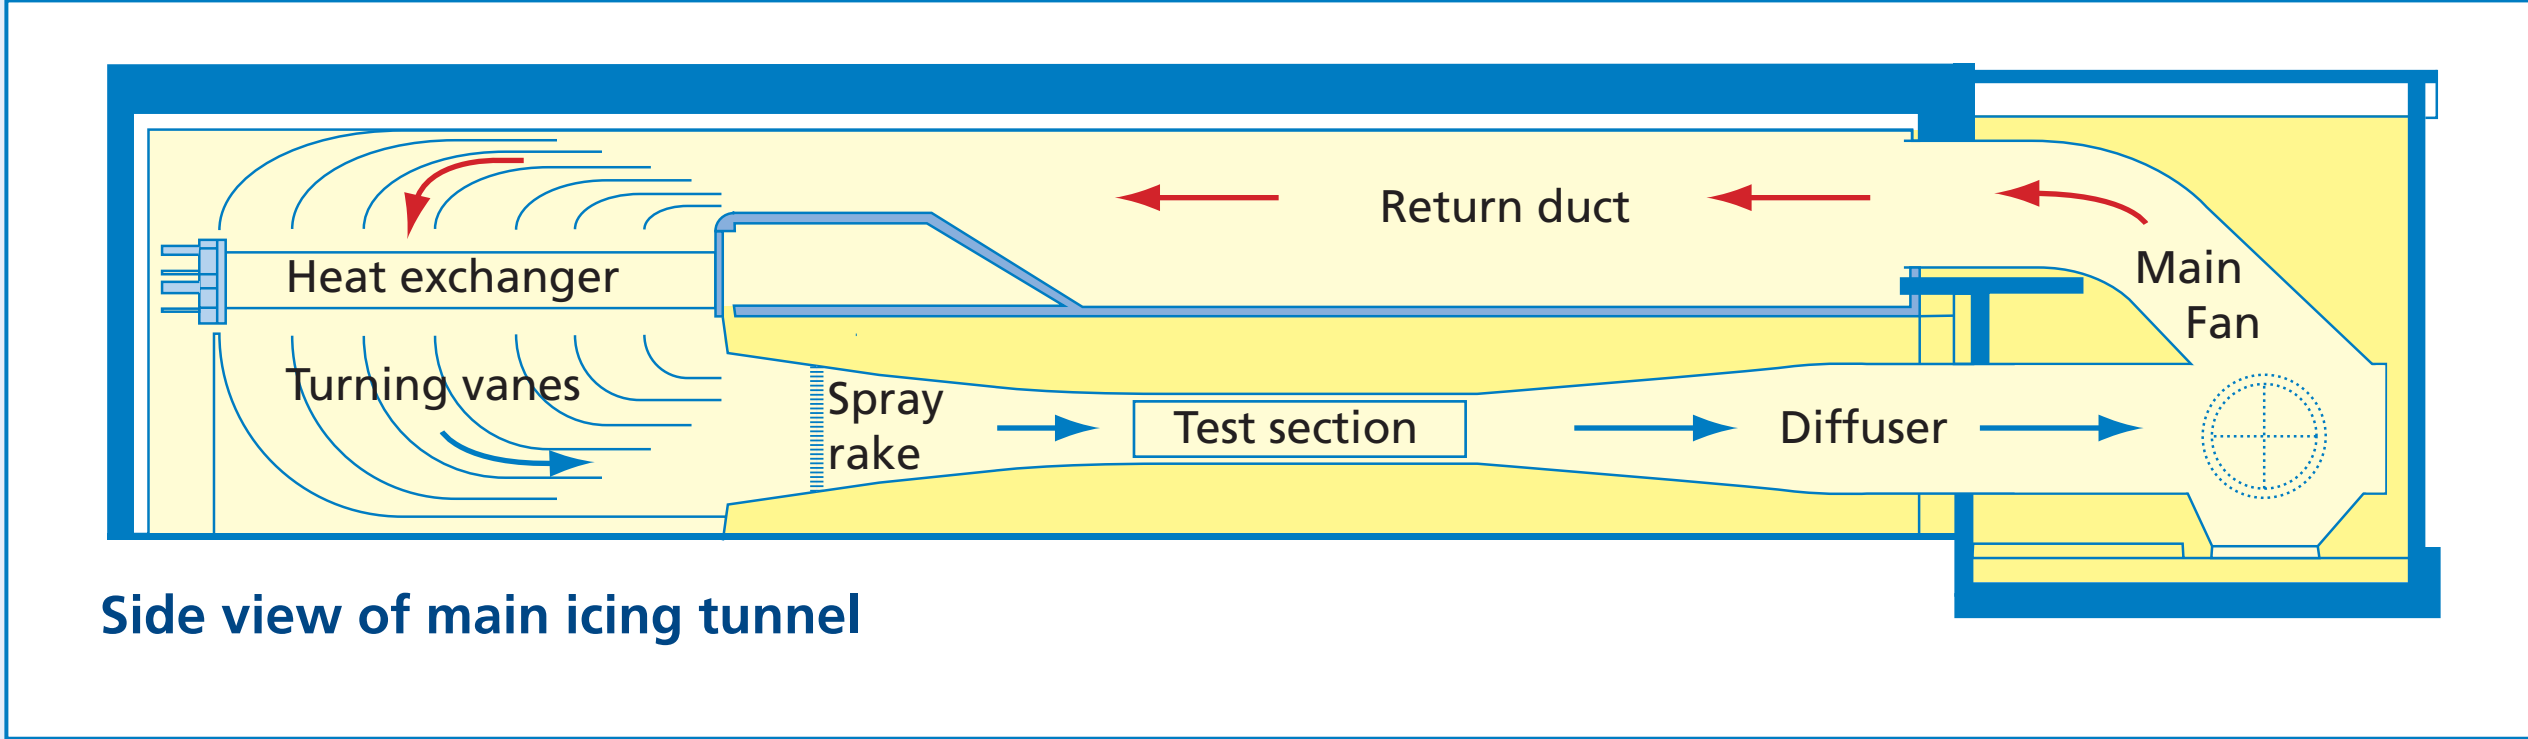 Return duct
Main
Fan
Heat exchanger
Turning vanes
Spray
rake
Test section
Diffuser
Side view of main icing tunnel